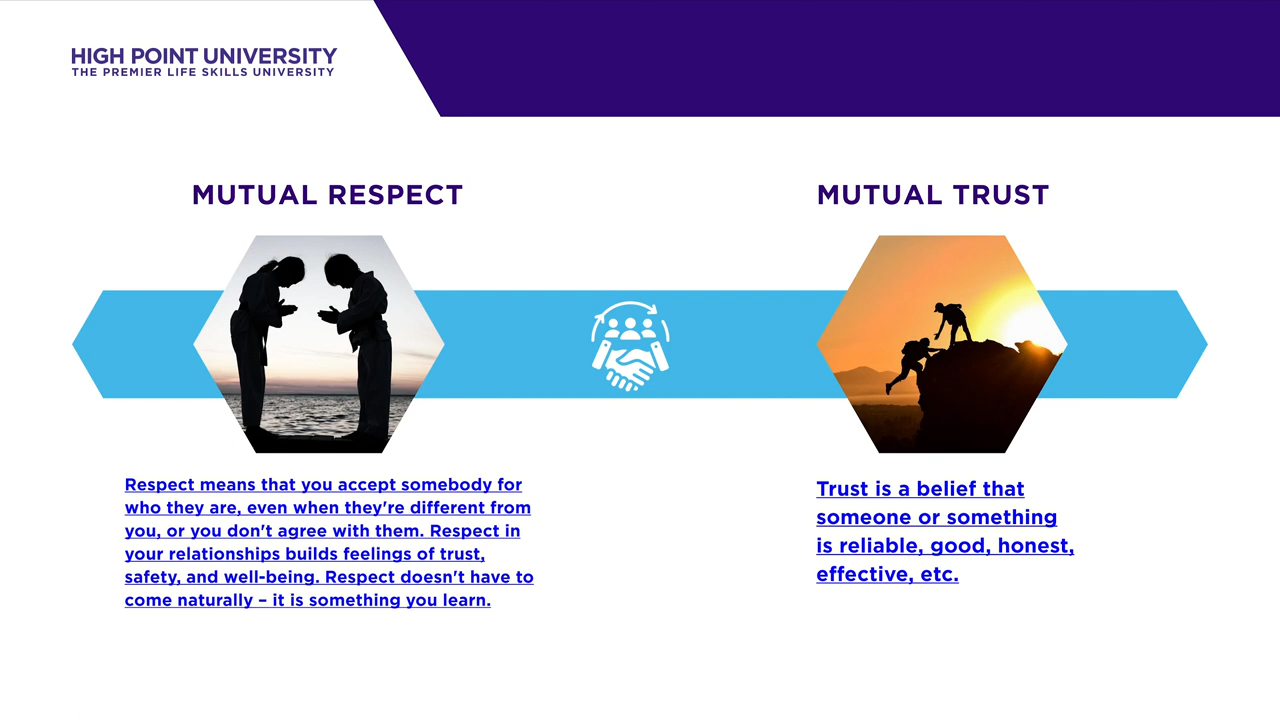 HIGH POINT UNIVERSITY
THE PREMIER LIFE SKILLS UNIVERSITY
MUTUAL RESPECT
Respect means that you accept somebody for
who they are, even when they're different from
you, or you don't agree with them. Respect in
your relationships builds feelings of trust,
safety, and well-being. Respect doesn't have to
come naturally – it is something you learn.
MUTUAL TRUST
Trust is a belief that
someone or something
is reliable, good, honest,
effective, etc.